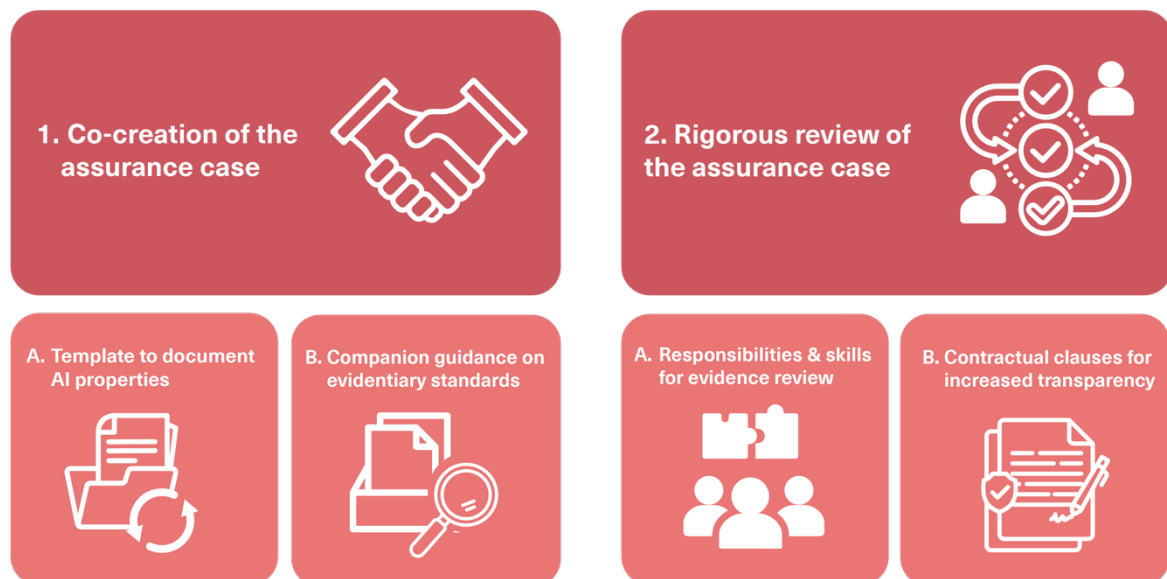 1. Co-creation of the
assurance case
2. Rigorous review of
the assurance case
A. Template to document
AI properties
B. Companion guidance on
evidentiary standards
A. Responsibilities & skills
for evidence review
B. Contractual clauses for
increased transparency